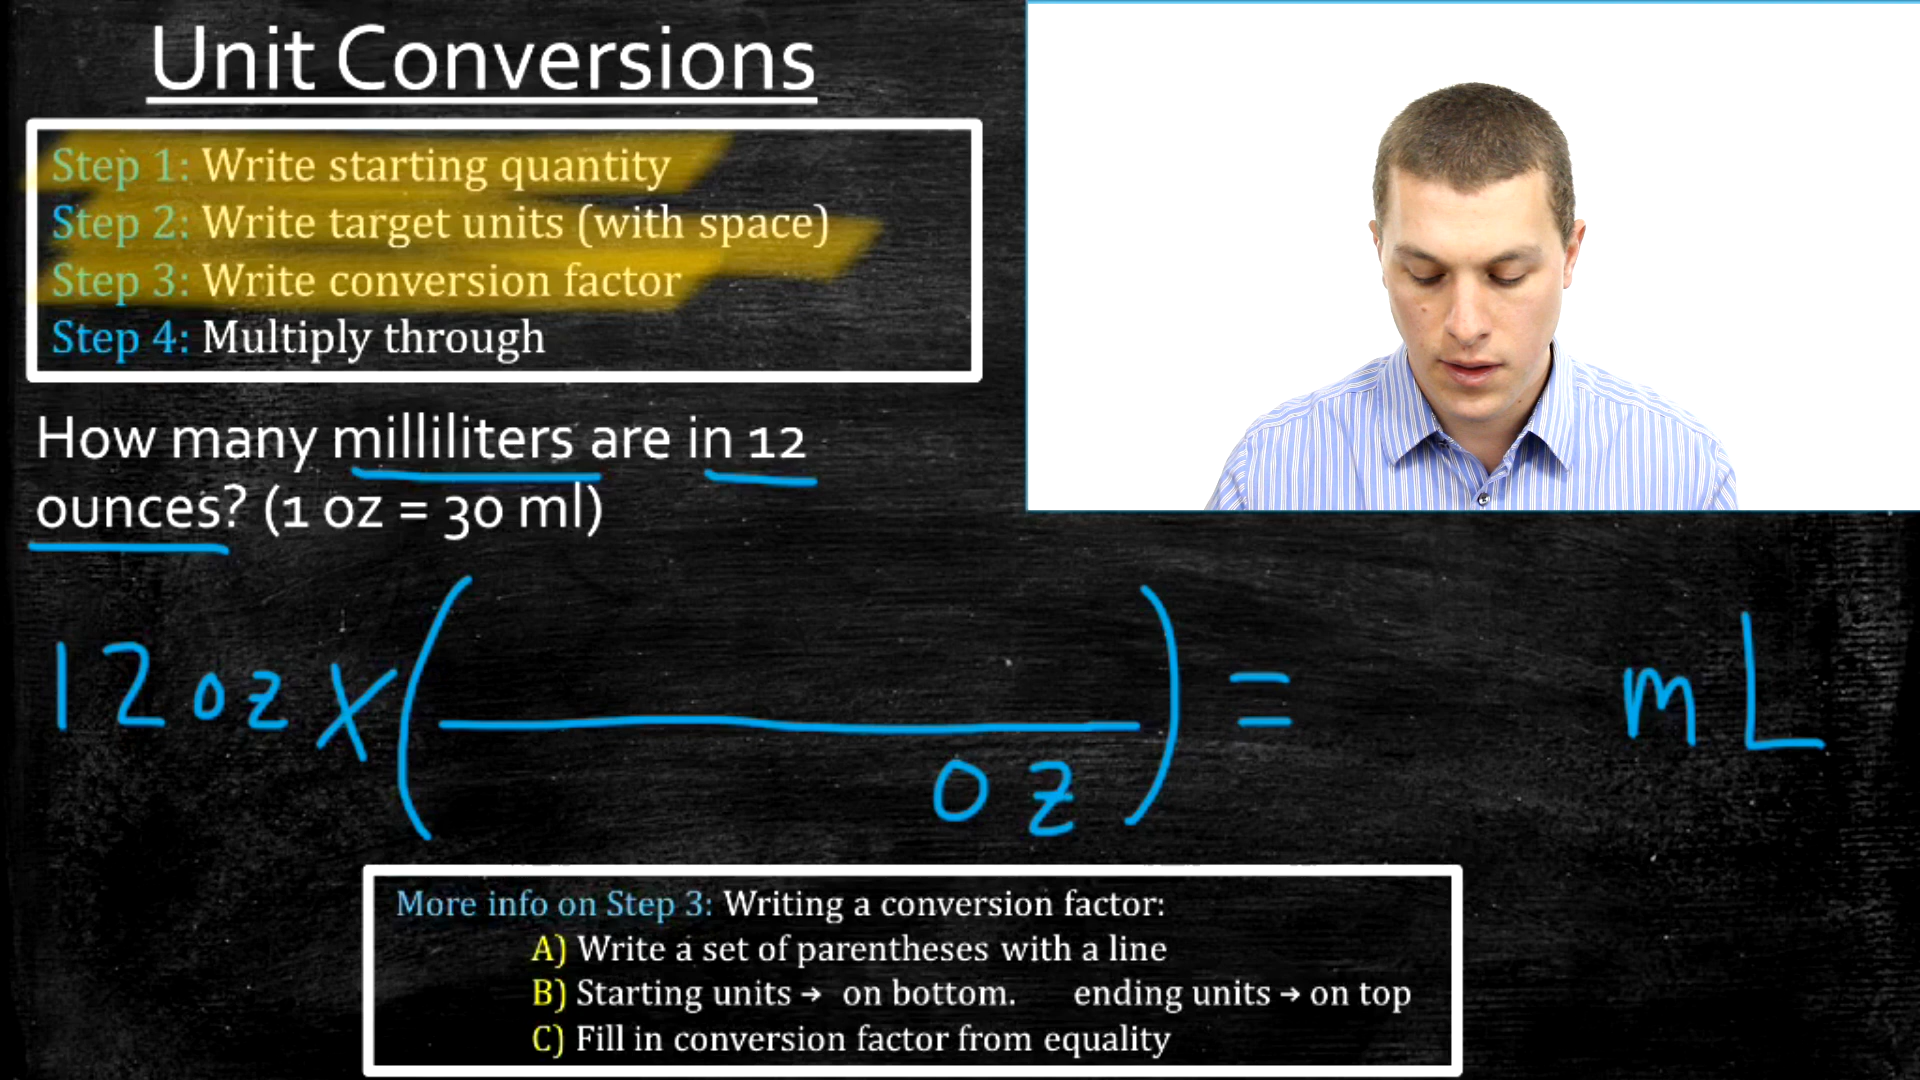 Unit Conversions
Step 1: Write starting quantity
Step 2: Write target units (with space)
Step 3: Write conversion factor
Step 4: Multiply through
How many milliliters are in 12
ounces? (1 oz = 30 ml)
12 oz x ( ) = mL
oz
More info on Step 3: Writing a conversion factor:
A) Write a set of parentheses with a line
B) Starting units → on bottom. ending units → on top
C) Fill in conversion factor from equality